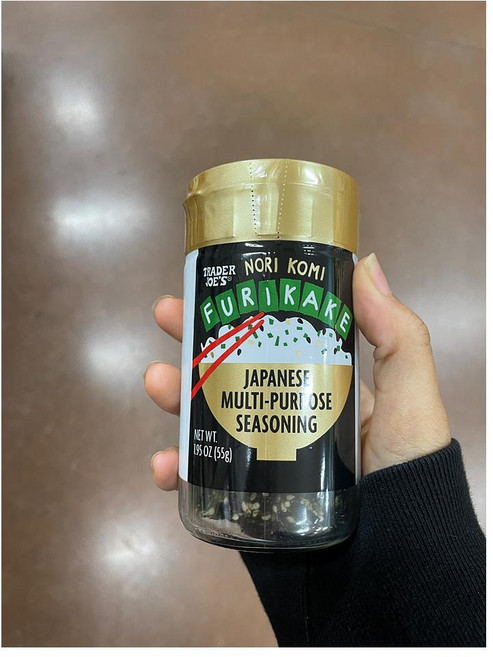 TRADER
JOE'S®
NORI KOMI
FURIKAKE
JAPANESE
MULTI-PURPOSE
SEASONING
NET WT.
1.95 OZ (55g)